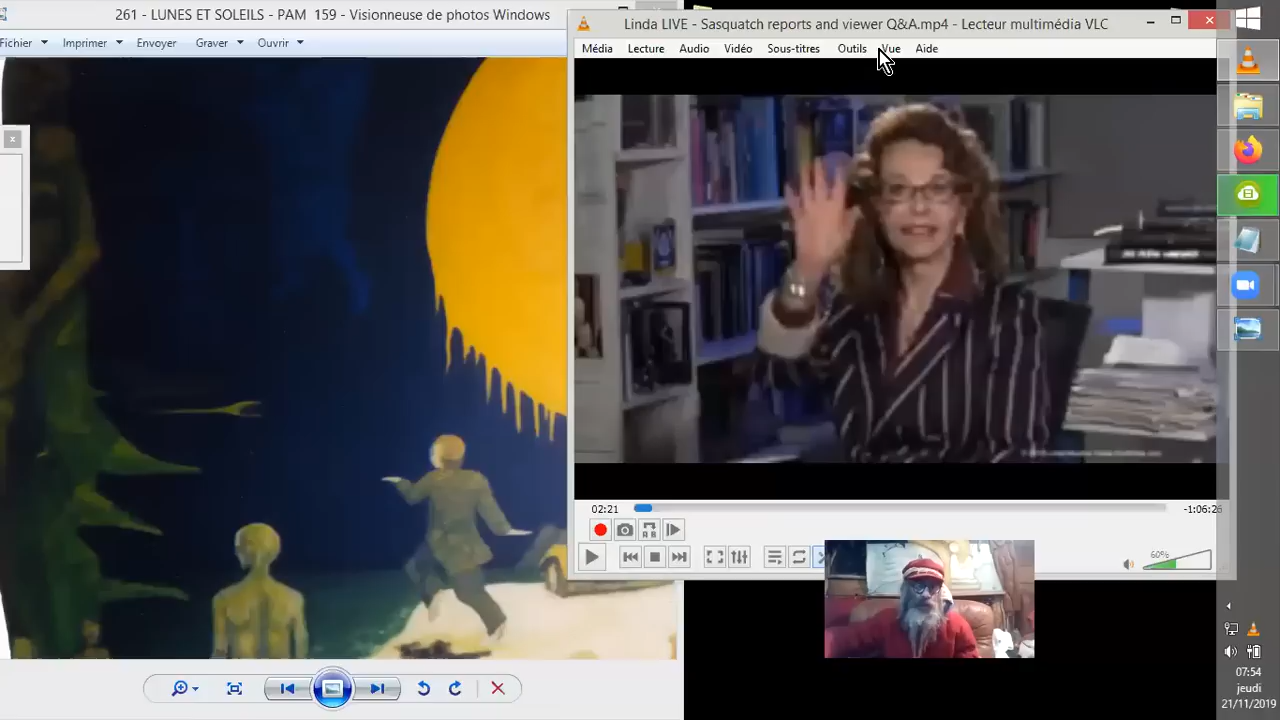 261 - LUNES ET SOLEILS - PAM 159 - Visionneuse de photos Windows
Fichier Imprimer Envoyer Graver Ouvrir
Linda LIVE - Sasquatch reports and viewer Q&A.mp4 - Lecteur multimédia VLC
Média Lecture Audio Vidéo Sous-titres Outils Vue Aide
02:21 -1:06:26
A B
60%
07:54
jeudi
21/11/2019